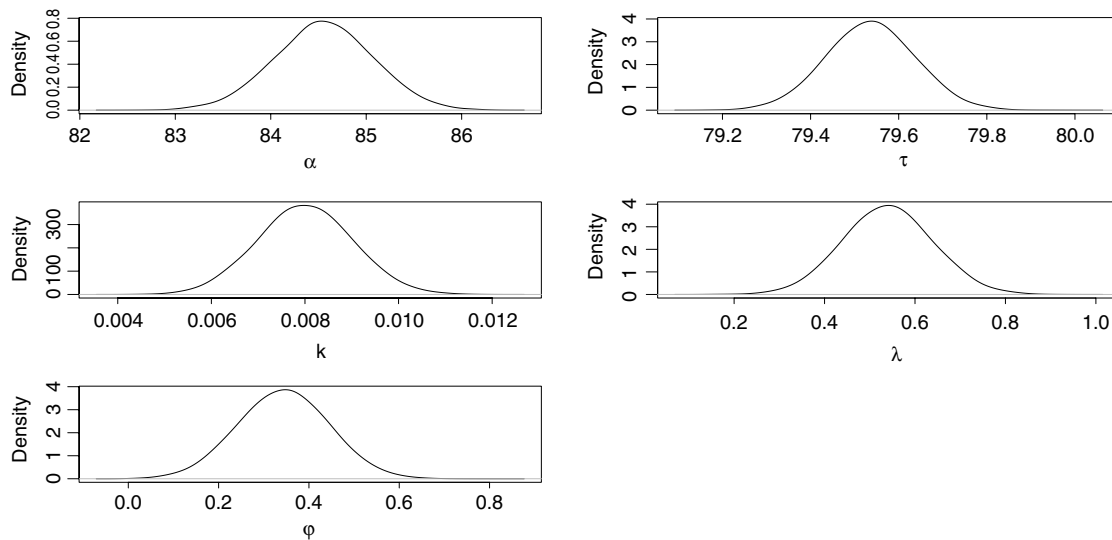 Density
0.0 0.2 0.4 0.6 0.8
82 83 84 85 86
α
Density
0 1 2 3 4
79.2 79.4 79.6 79.8 80.0
τ
Density
0 100 300
0.004 0.006 0.008 0.010 0.012
k
Density
0 1 2 3 4
0.2 0.4 0.6 0.8 1.0
λ
Density
0 1 2 3 4
0.0 0.2 0.4 0.6 0.8
φ